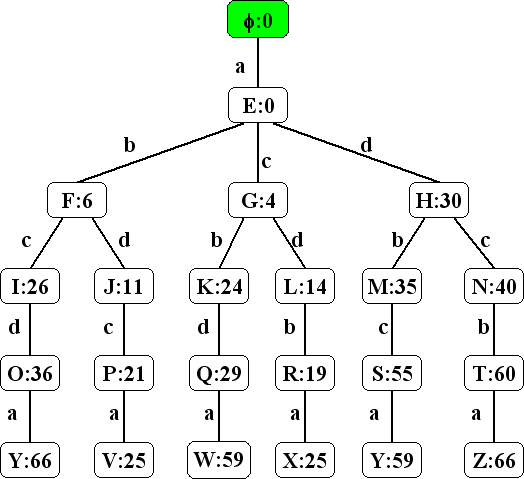 ϕ:0
a
E:0
b c d
F:6 G:4 H:30
c d b d b c
I:26 J:11 K:24 L:14 M:35 N:40
d c d b c b
O:36 P:21 Q:29 R:19 S:55 T:60
a a a a a a
Y:66 V:25 W:59 X:25 Y:59 Z:66